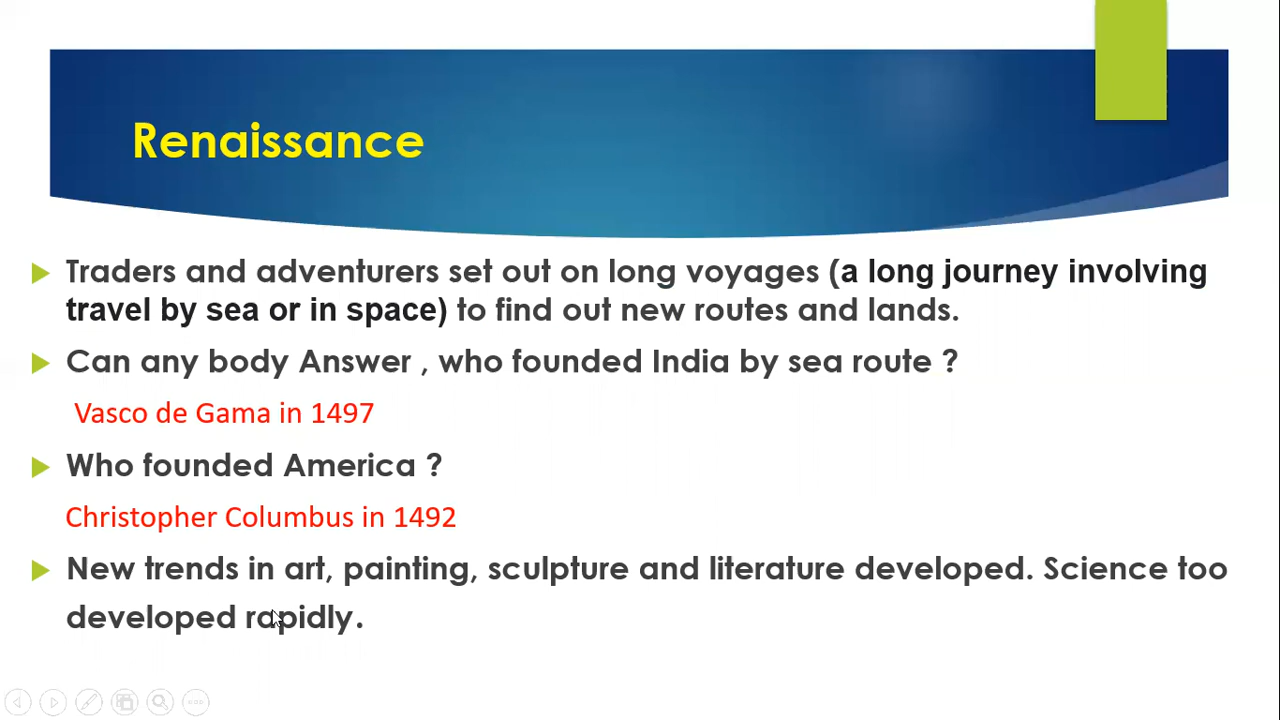 Renaissance
Traders and adventurers set out on long voyages (a long journey involving
travel by sea or in space) to find out new routes and lands.
Can any body Answer , who founded India by sea route ?
Vasco de Gama in 1497
Who founded America ?
Christopher Columbus in 1492
New trends in art, painting, sculpture and literature developed. Science too
developed rapidly.